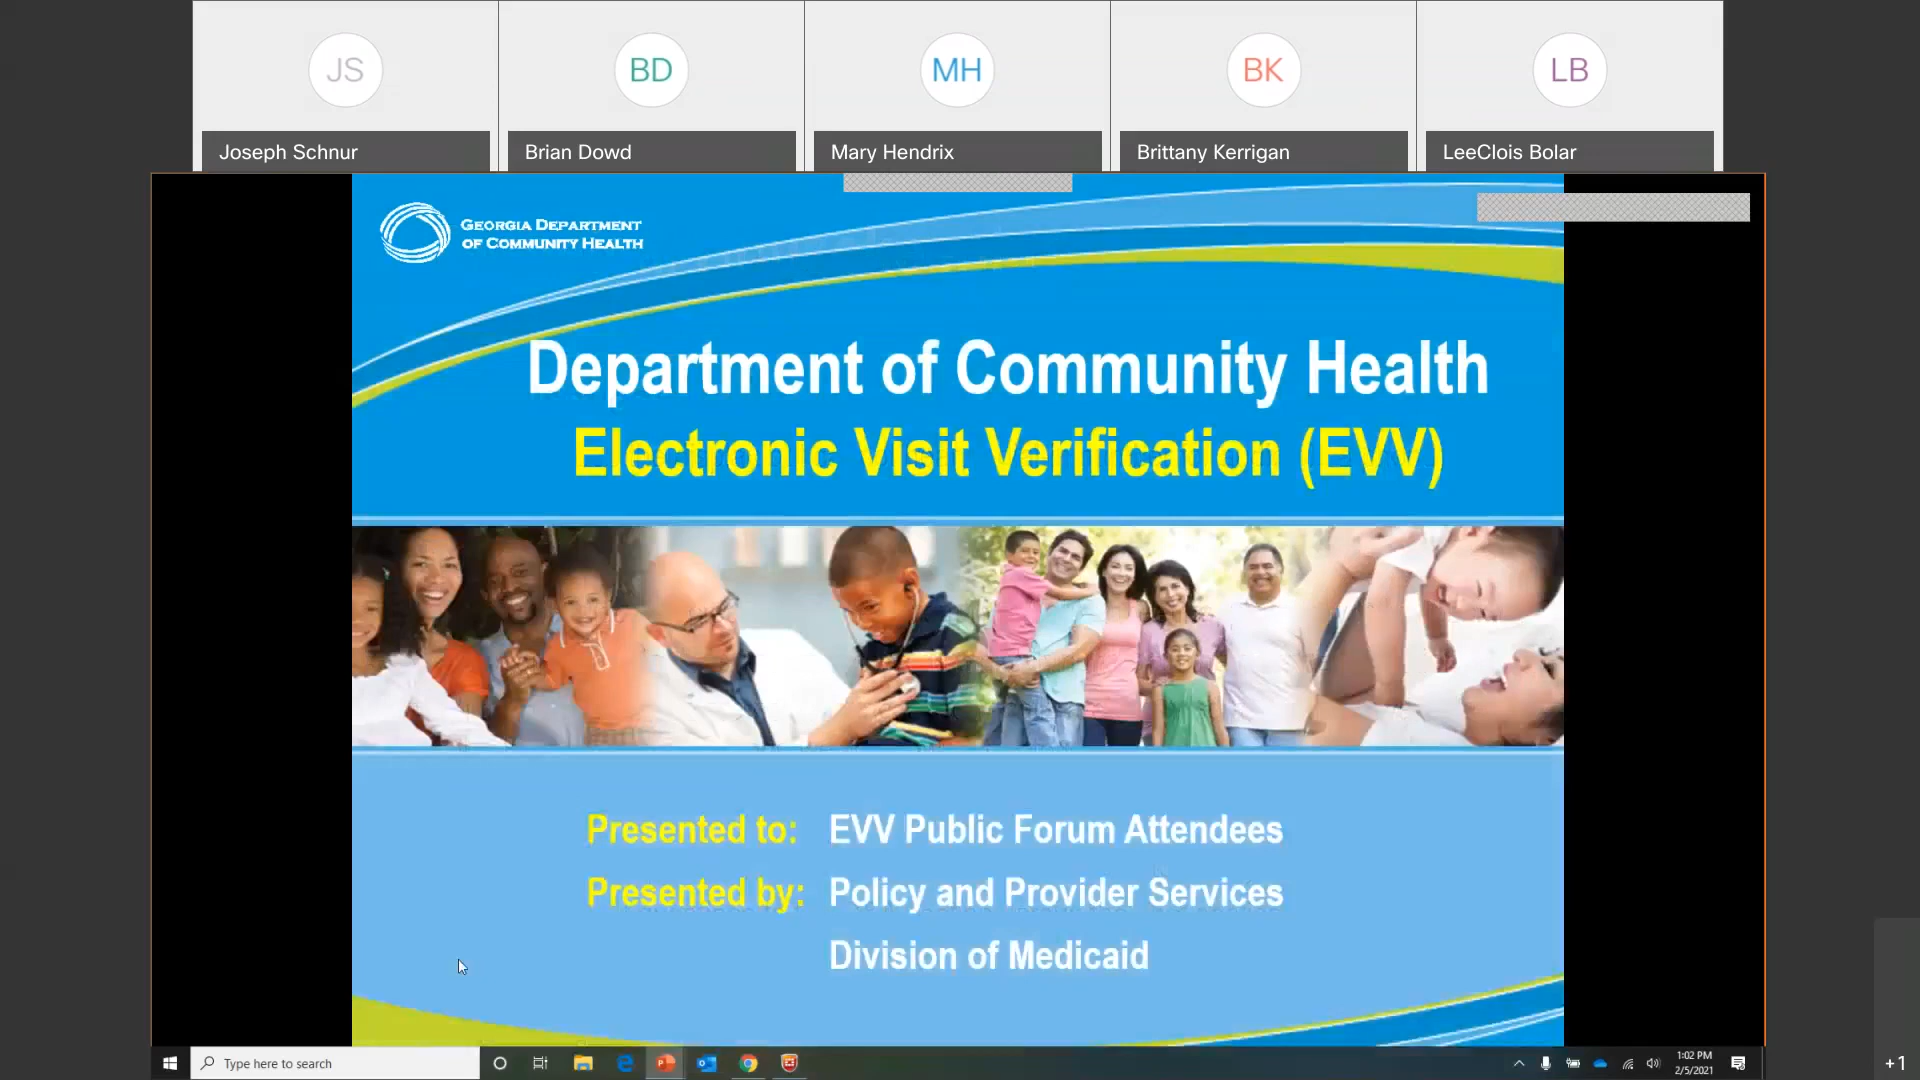 JS
BD
MH
BK
LB
Joseph Schnur
Brian Dowd
Mary Hendrix
Brittany Kerrigan
LeeClois Bolar
GEORGIA DEPARTMENT
OF COMMUNITY HEALTH
Department of Community Health
Electronic Visit Verification (EVV)
Presented to: EVV Public Forum Attendees
Presented by: Policy and Provider Services
Division of Medicaid
Type here to search
1:02 PM
2/5/2021
+1